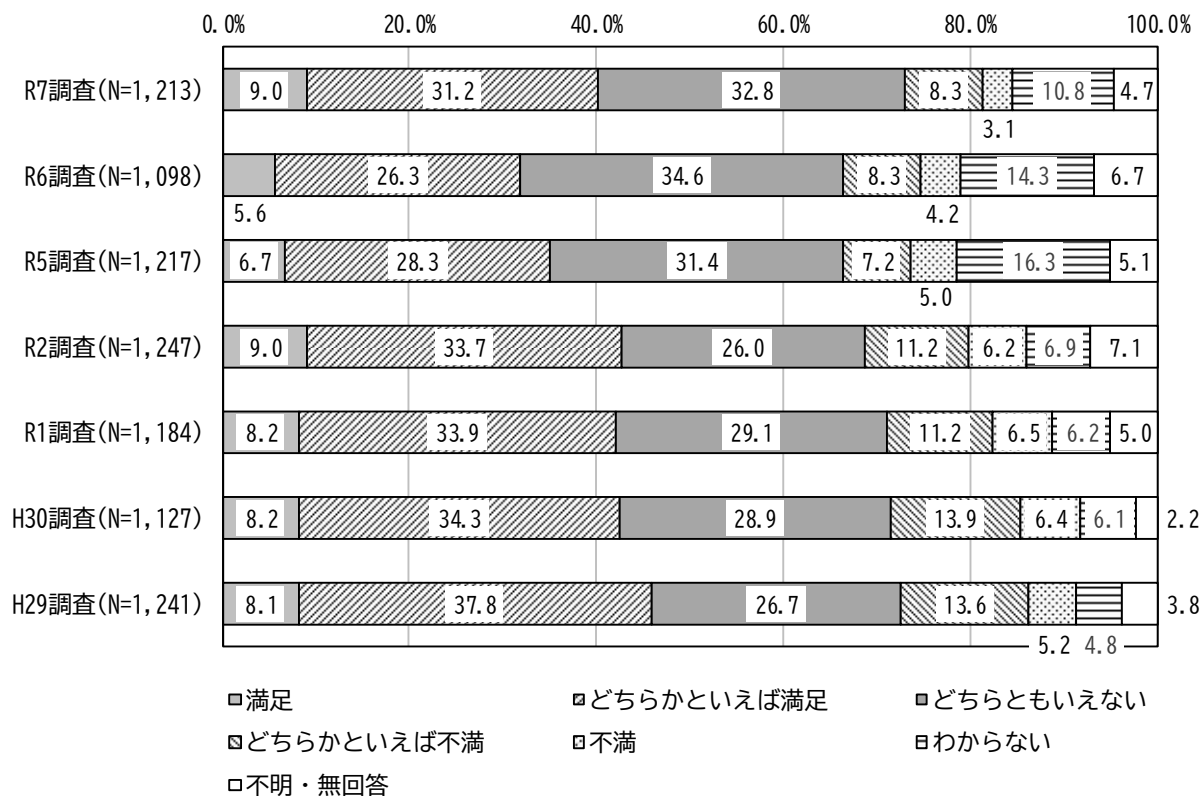 0.0% 20.0% 40.0% 60.0% 80.0% 100.0%
R7調査(N=1,213) 9.0 31.2 32.8 8.3 10.8 4.7
3.1
R6調査(N=1,098) 26.3 34.6 8.3 14.3 6.7
5.6 4.2
R5調査(N=1,217) 6.7 28.3 31.4 7.2 16.3 5.1
5.0
R2調査(N=1,247) 9.0 33.7 26.0 11.2 6.2 6.9 7.1
R1調査(N=1,184) 8.2 33.9 29.1 11.2 6.5 6.2 5.0
H30調査(N=1,127) 8.2 34.3 28.9 13.9 6.4 6.1 2.2
H29調査(N=1,241) 8.1 37.8 26.7 13.6 3.8
5.2 4.8
満足 どちらかといえば満足 どちらともいえない
どちらかといえば不満 不満 わからない
不明・無回答